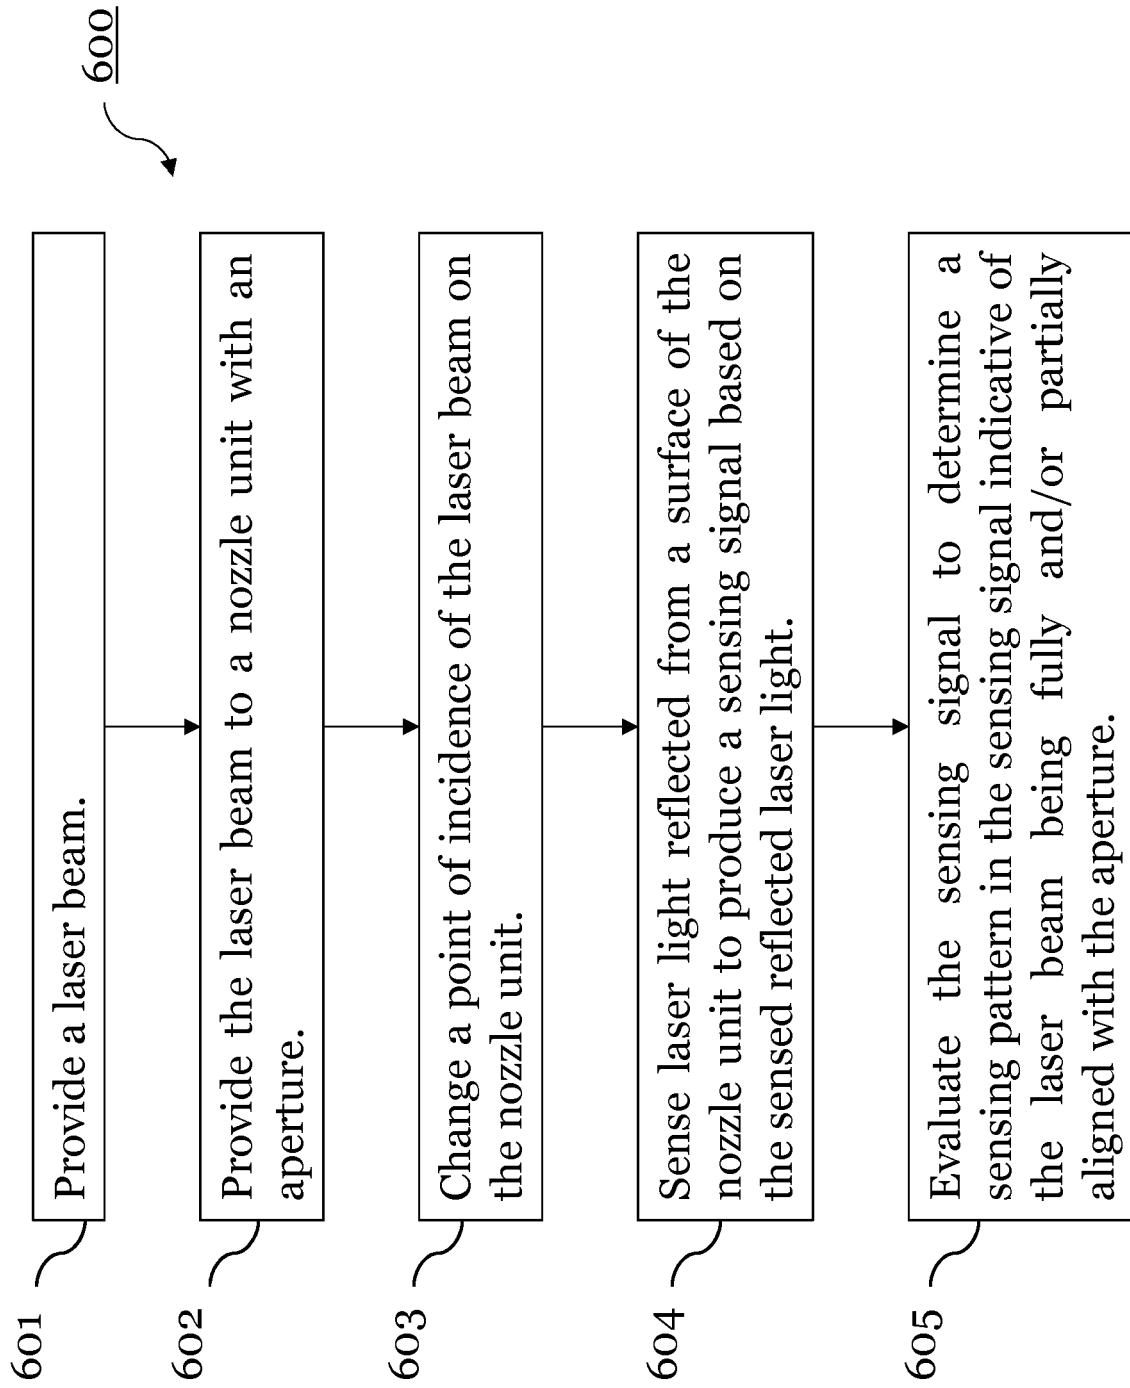 600
601
Provide a laser beam.
602
Provide the laser beam to a nozzle unit with an
aperture.
603
Change a point of incidence of the laser beam on
the nozzle unit.
604
Sense laser light reflected from a surface of the
nozzle unit to produce a sensing signal based on
the sensed reflected laser light.
605
Evaluate the sensing signal to determine a
sensing pattern in the sensing signal indicative of
the laser beam being fully and/or partially
aligned with the aperture.